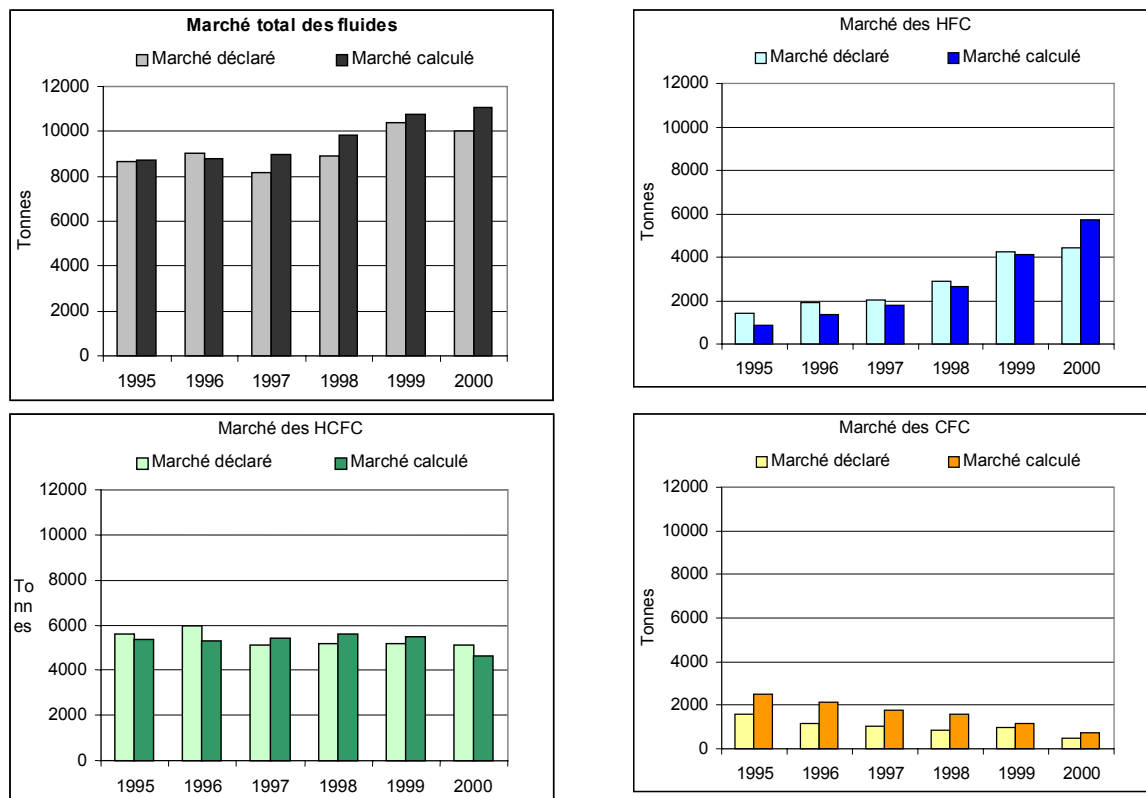 Marché total des fluides
Marché déclaré Marché calculé
12000
10000
8000
6000
4000
2000
0
Tonnes
1995 1996 1997 1998 1999 2000
Marché des HFC
Marché déclaré Marché calculé
12000
10000
8000
6000
4000
2000
0
Tonnes
1995 1996 1997 1998 1999 2000
Marché des HCFC
Marché déclaré Marché calculé
12000
10000
8000
6000
4000
2000
0
To
nn
es
1995 1996 1997 1998 1999 2000
Marché des CFC
Marché déclaré Marché calculé
12000
10000
8000
6000
4000
2000
0
Tonnes
1995 1996 1997 1998 1999 2000